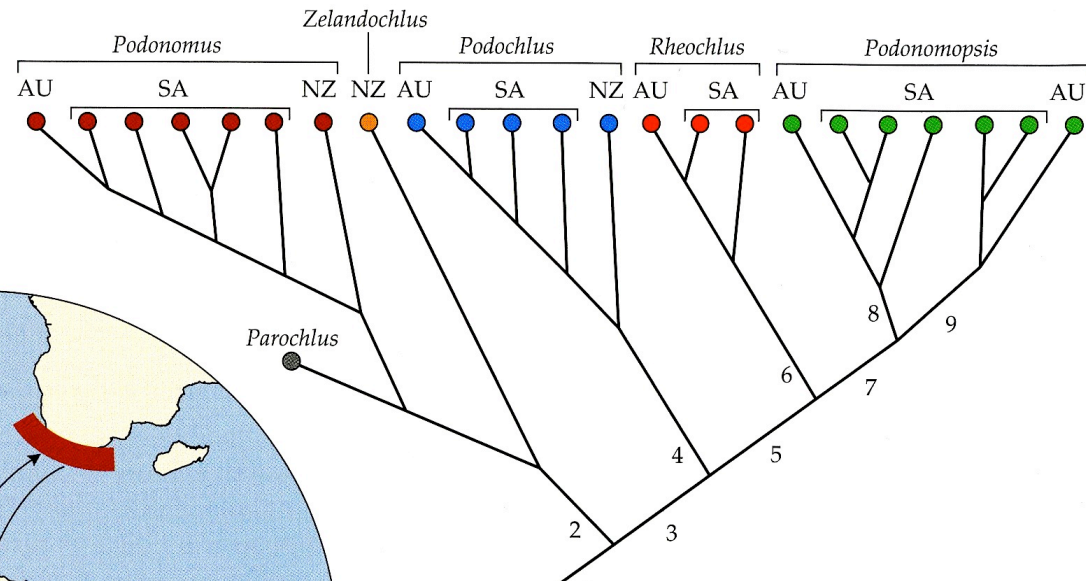 Zelandochlus
Podonomus Podochlus Rheochlus Podonomopsis
AU SA NZ NZ AU SA NZ AU SA AU SA AU
Parochlus
8 9
6 7
4 5
2 3